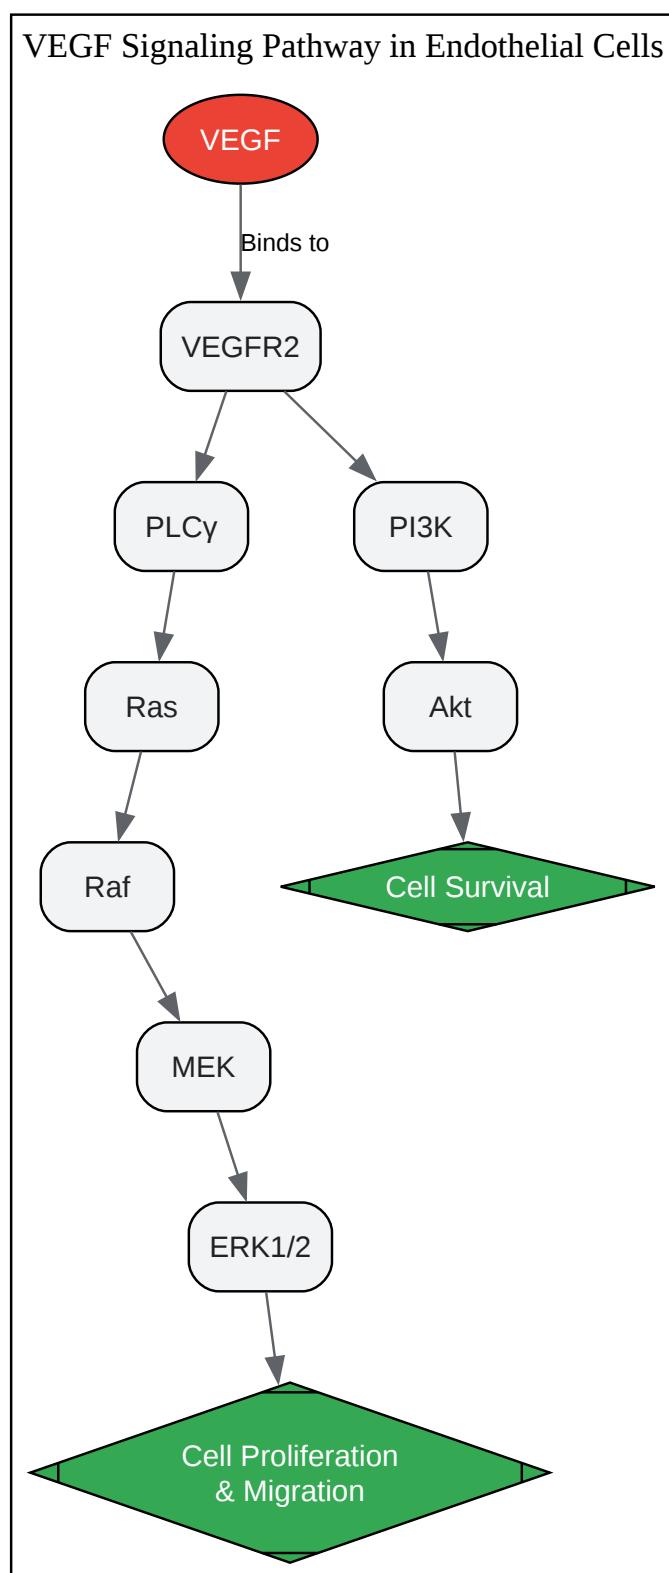 VEGF Signaling Pathway in Endothelial Cells
VEGF
Binds to
VEGFR2
PLCγ
PI3K
Ras
Akt
Raf
Cell Survival
MEK
ERK1/2
Cell Proliferation
& Migration